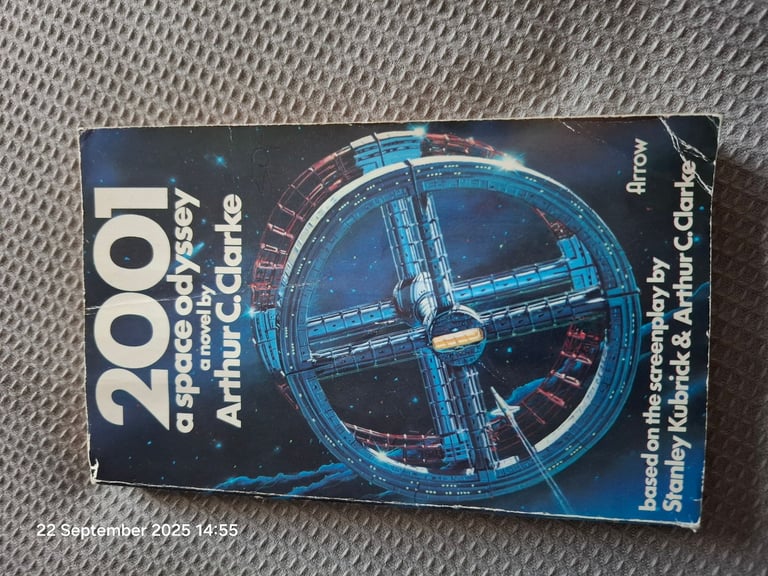 2001
a space odyssey
a novel by
Arthur C. Clarke
Arrow
based on the screenplay by
Stanley Kubrick & Arthur C. Clarke
22 September 2025 14:55